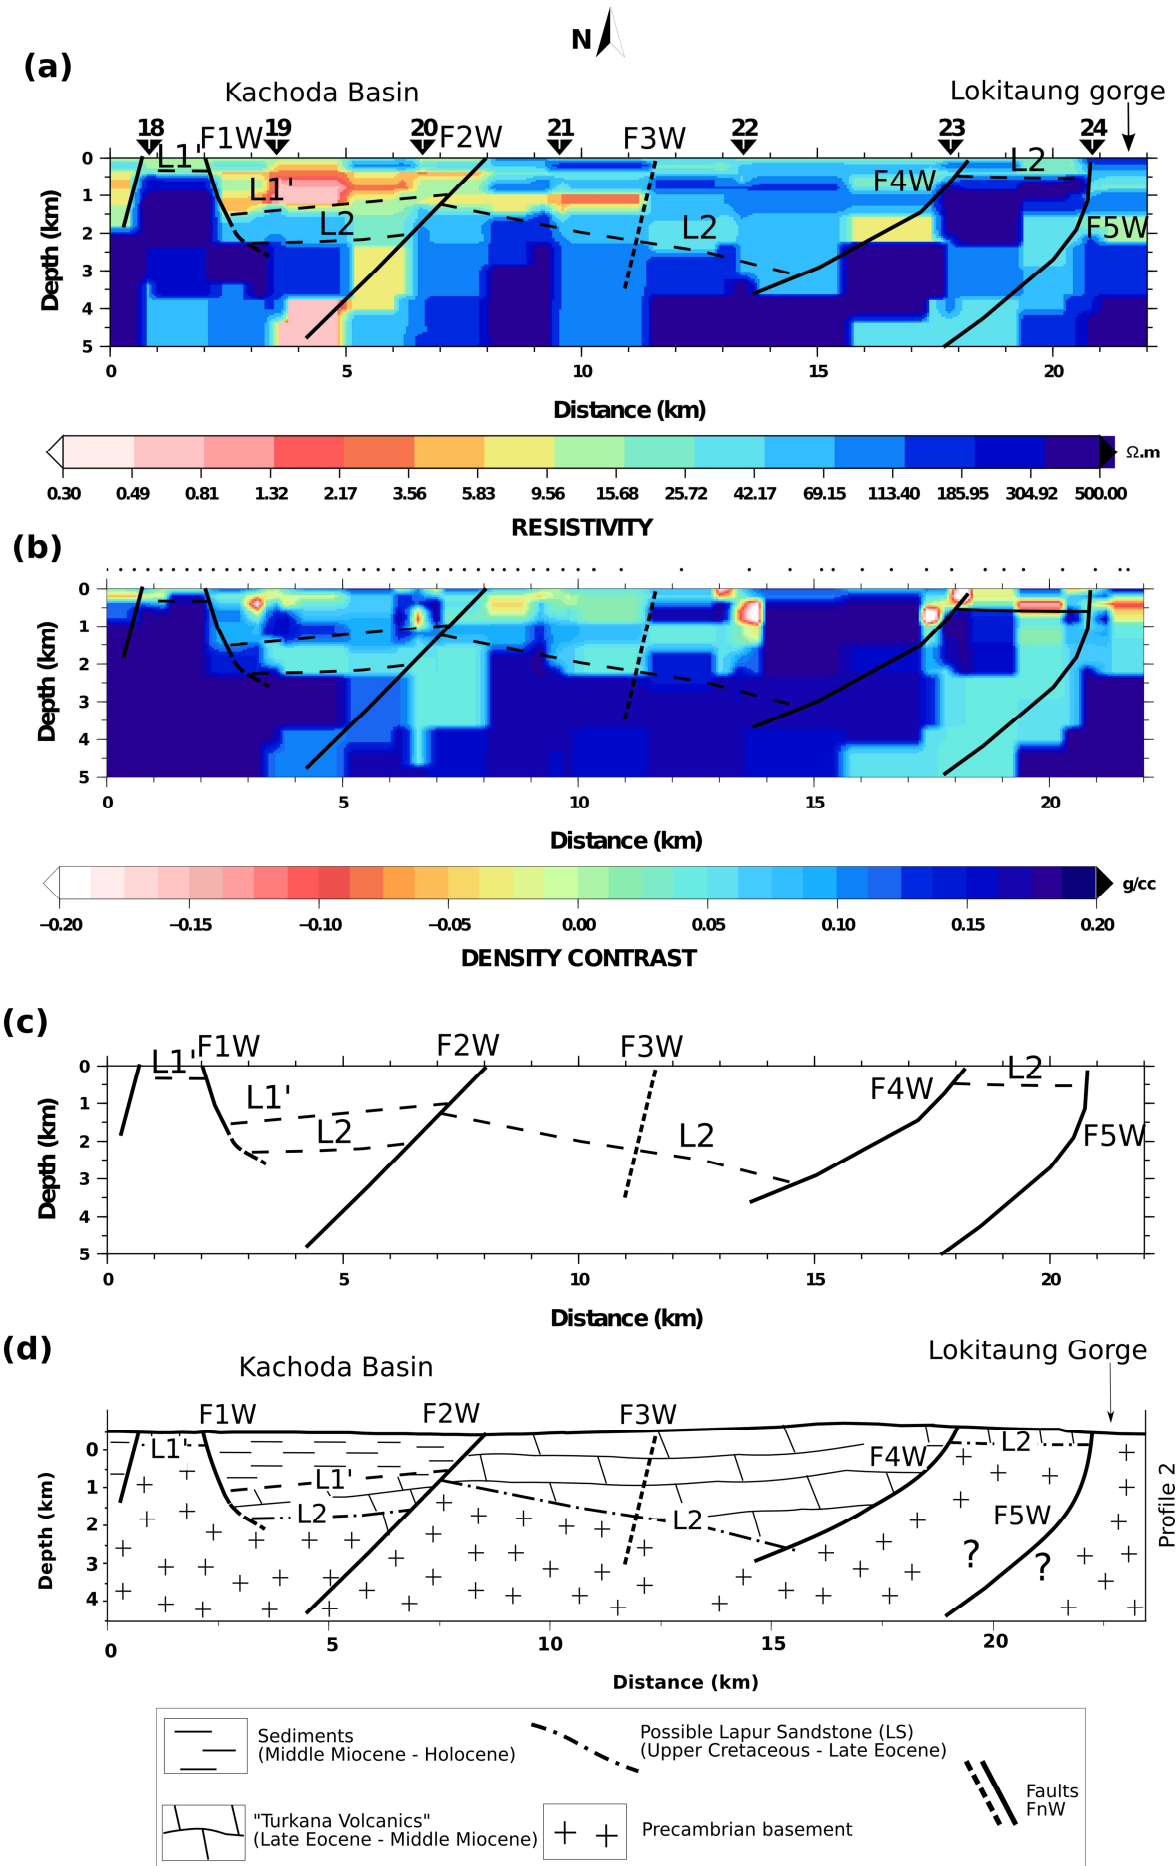 N
(a)
Kachoda Basin
Lokitaung gorge
18 F1W 19 20 F2W 21 F3W 22 23 24
L1'
L2
0
F4W
L1'
1
L2
L2
F5W
2
3
4
5
Depth (km)
0 5 10 15 20
Distance (km)
Ω.m
0.30 0.49 0.81 1.32 2.17 3.56 5.83 9.56 15.68 25.72 42.17 69.15 113.40 185.95 304.92 500.00
RESISTIVITY
(b)
0
1
2
3
4
5
Depth (km)
0 5 10 15 20
Distance (km)
g/cc
−0.20 −0.15 −0.10 −0.05 0.00 0.05 0.10 0.15 0.20
DENSITY CONTRAST
(c)
L1' F1W F2W F3W
L2
0
F4W
L1'
1
L2
L2
F5W
2
3
4
5
Depth (km)
0 5 10 15 20
Distance (km)
(d)
Kachoda Basin
Lokitaung Gorge
F1W F2W F3W
L1'
L2
0
F4W
L1'
1
L2
L2
F5W
2
? ?
3
4
Depth (km)
Profile 2
0 5 10 15 20
Distance (km)
Sediments
(Middle Miocene - Holocene)
Possible Lapur Sandstone (LS)
(Upper Cretaceous - Late Eocene)
Faults
FnW
"Turkana Volcanics"
(Late Eocene - Middle Miocene)
Precambrian basement